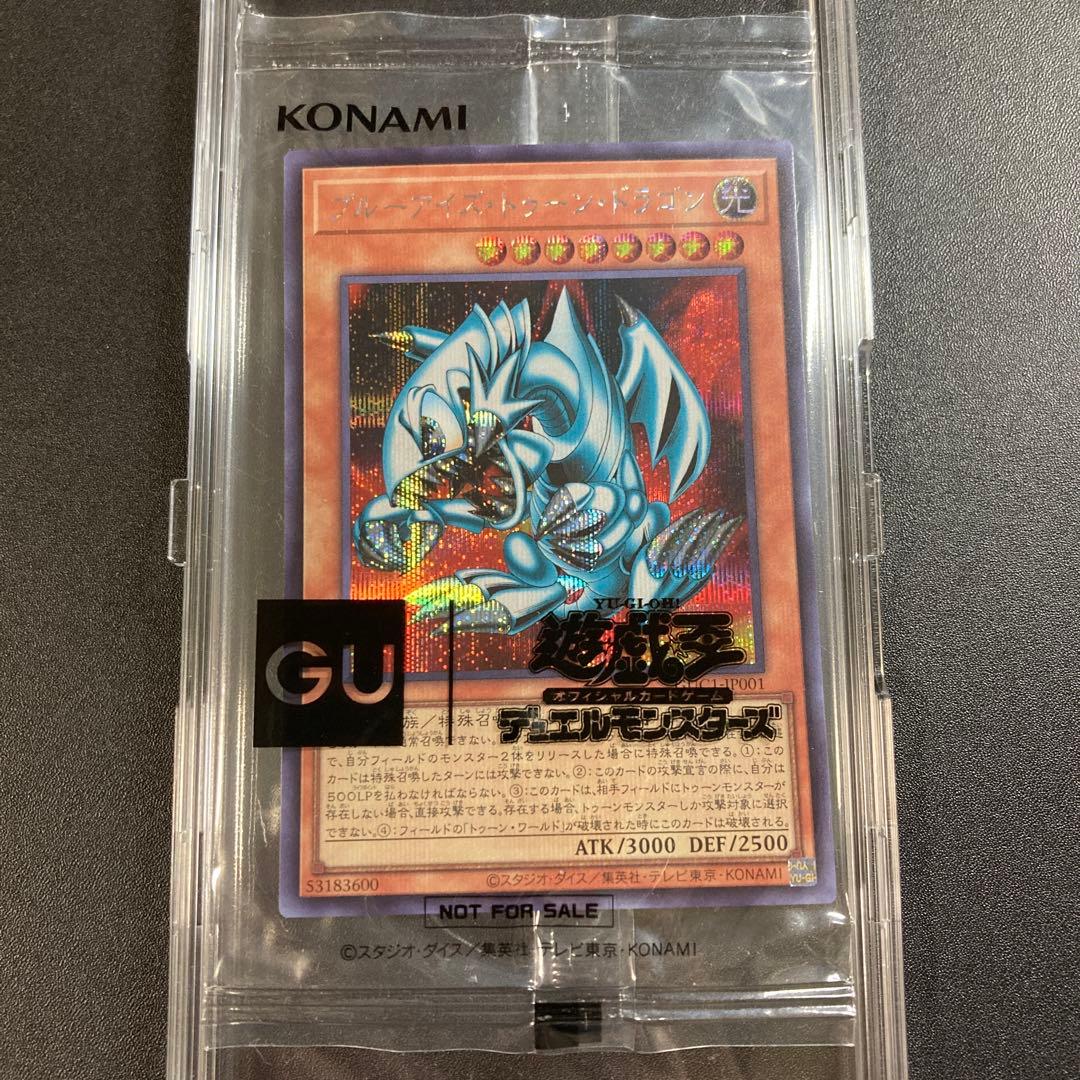 KONAMI
ブルーアイズ・トゥーン・ドラゴン
光
YU-GI-OH!
遊戯王
オフィシャルカードゲーム
デュエルモンスターズ
GU
HC1-JP001
族／特殊召
常召喚できない。
で、自分フィールドのモンスター2体をリリースした場合に特殊召喚できる。①：この
カードは特殊召喚したターンには攻撃できない。②：このカードの攻撃宣言の際に、自分は
500LPを払わなければならない。③：このカードは、相手フィールドにトゥーンモンスターが
存在しない場合、直接攻撃できる。存在する場合、トゥーンモンスターしか攻撃対象に選択
できない。④：フィールドの「トゥーン・ワールド」が破壊された時にこのカードは破壊される。
ATK/3000 DEF/2500
53183600
©スタジオ・ダイス／集英社・テレビ東京・KONAMI
NOT FOR SALE
©スタジオ・ダイス／集英社・テレビ東京・KONAMI